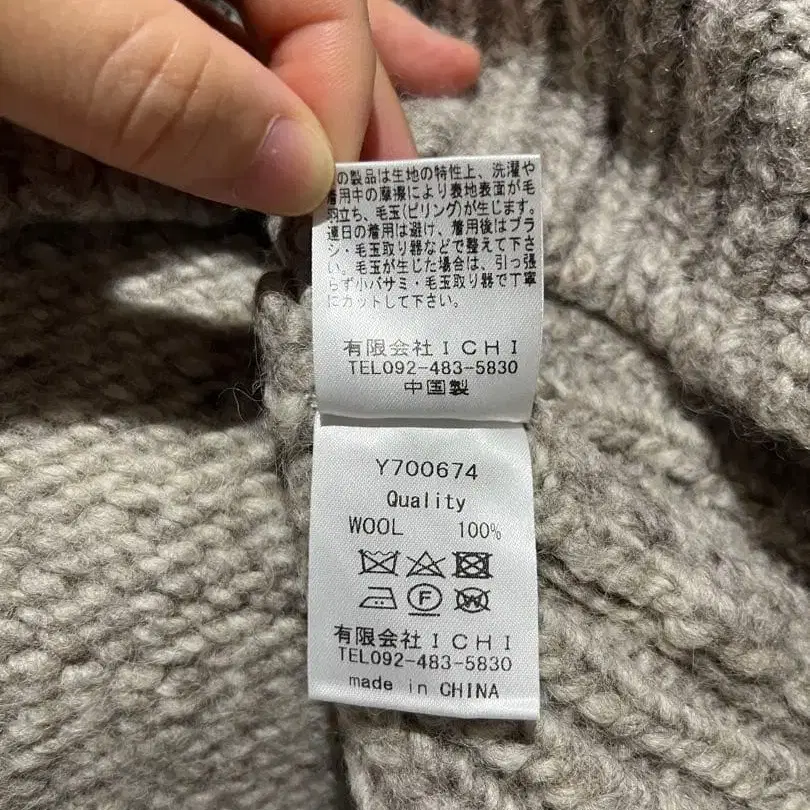 の製品は生地の特性上、洗濯や
着用中の摩擦により表地表面が毛
羽立ち、毛玉(ピリング)が生じます。
連日の着用は避け、着用後はブラ
シ・毛玉取り器などで整えて下さ
い。毛玉が生じた場合は、引っ張
らず小バサミ・毛玉取り器で丁寧
にカットして下さい。
有限会社ICHI
TEL092-483-5830
中国製
Y700674
Quality
WOOL 100%
F
W
有限会社ICHI
TEL092-483-5830
made in CHINA